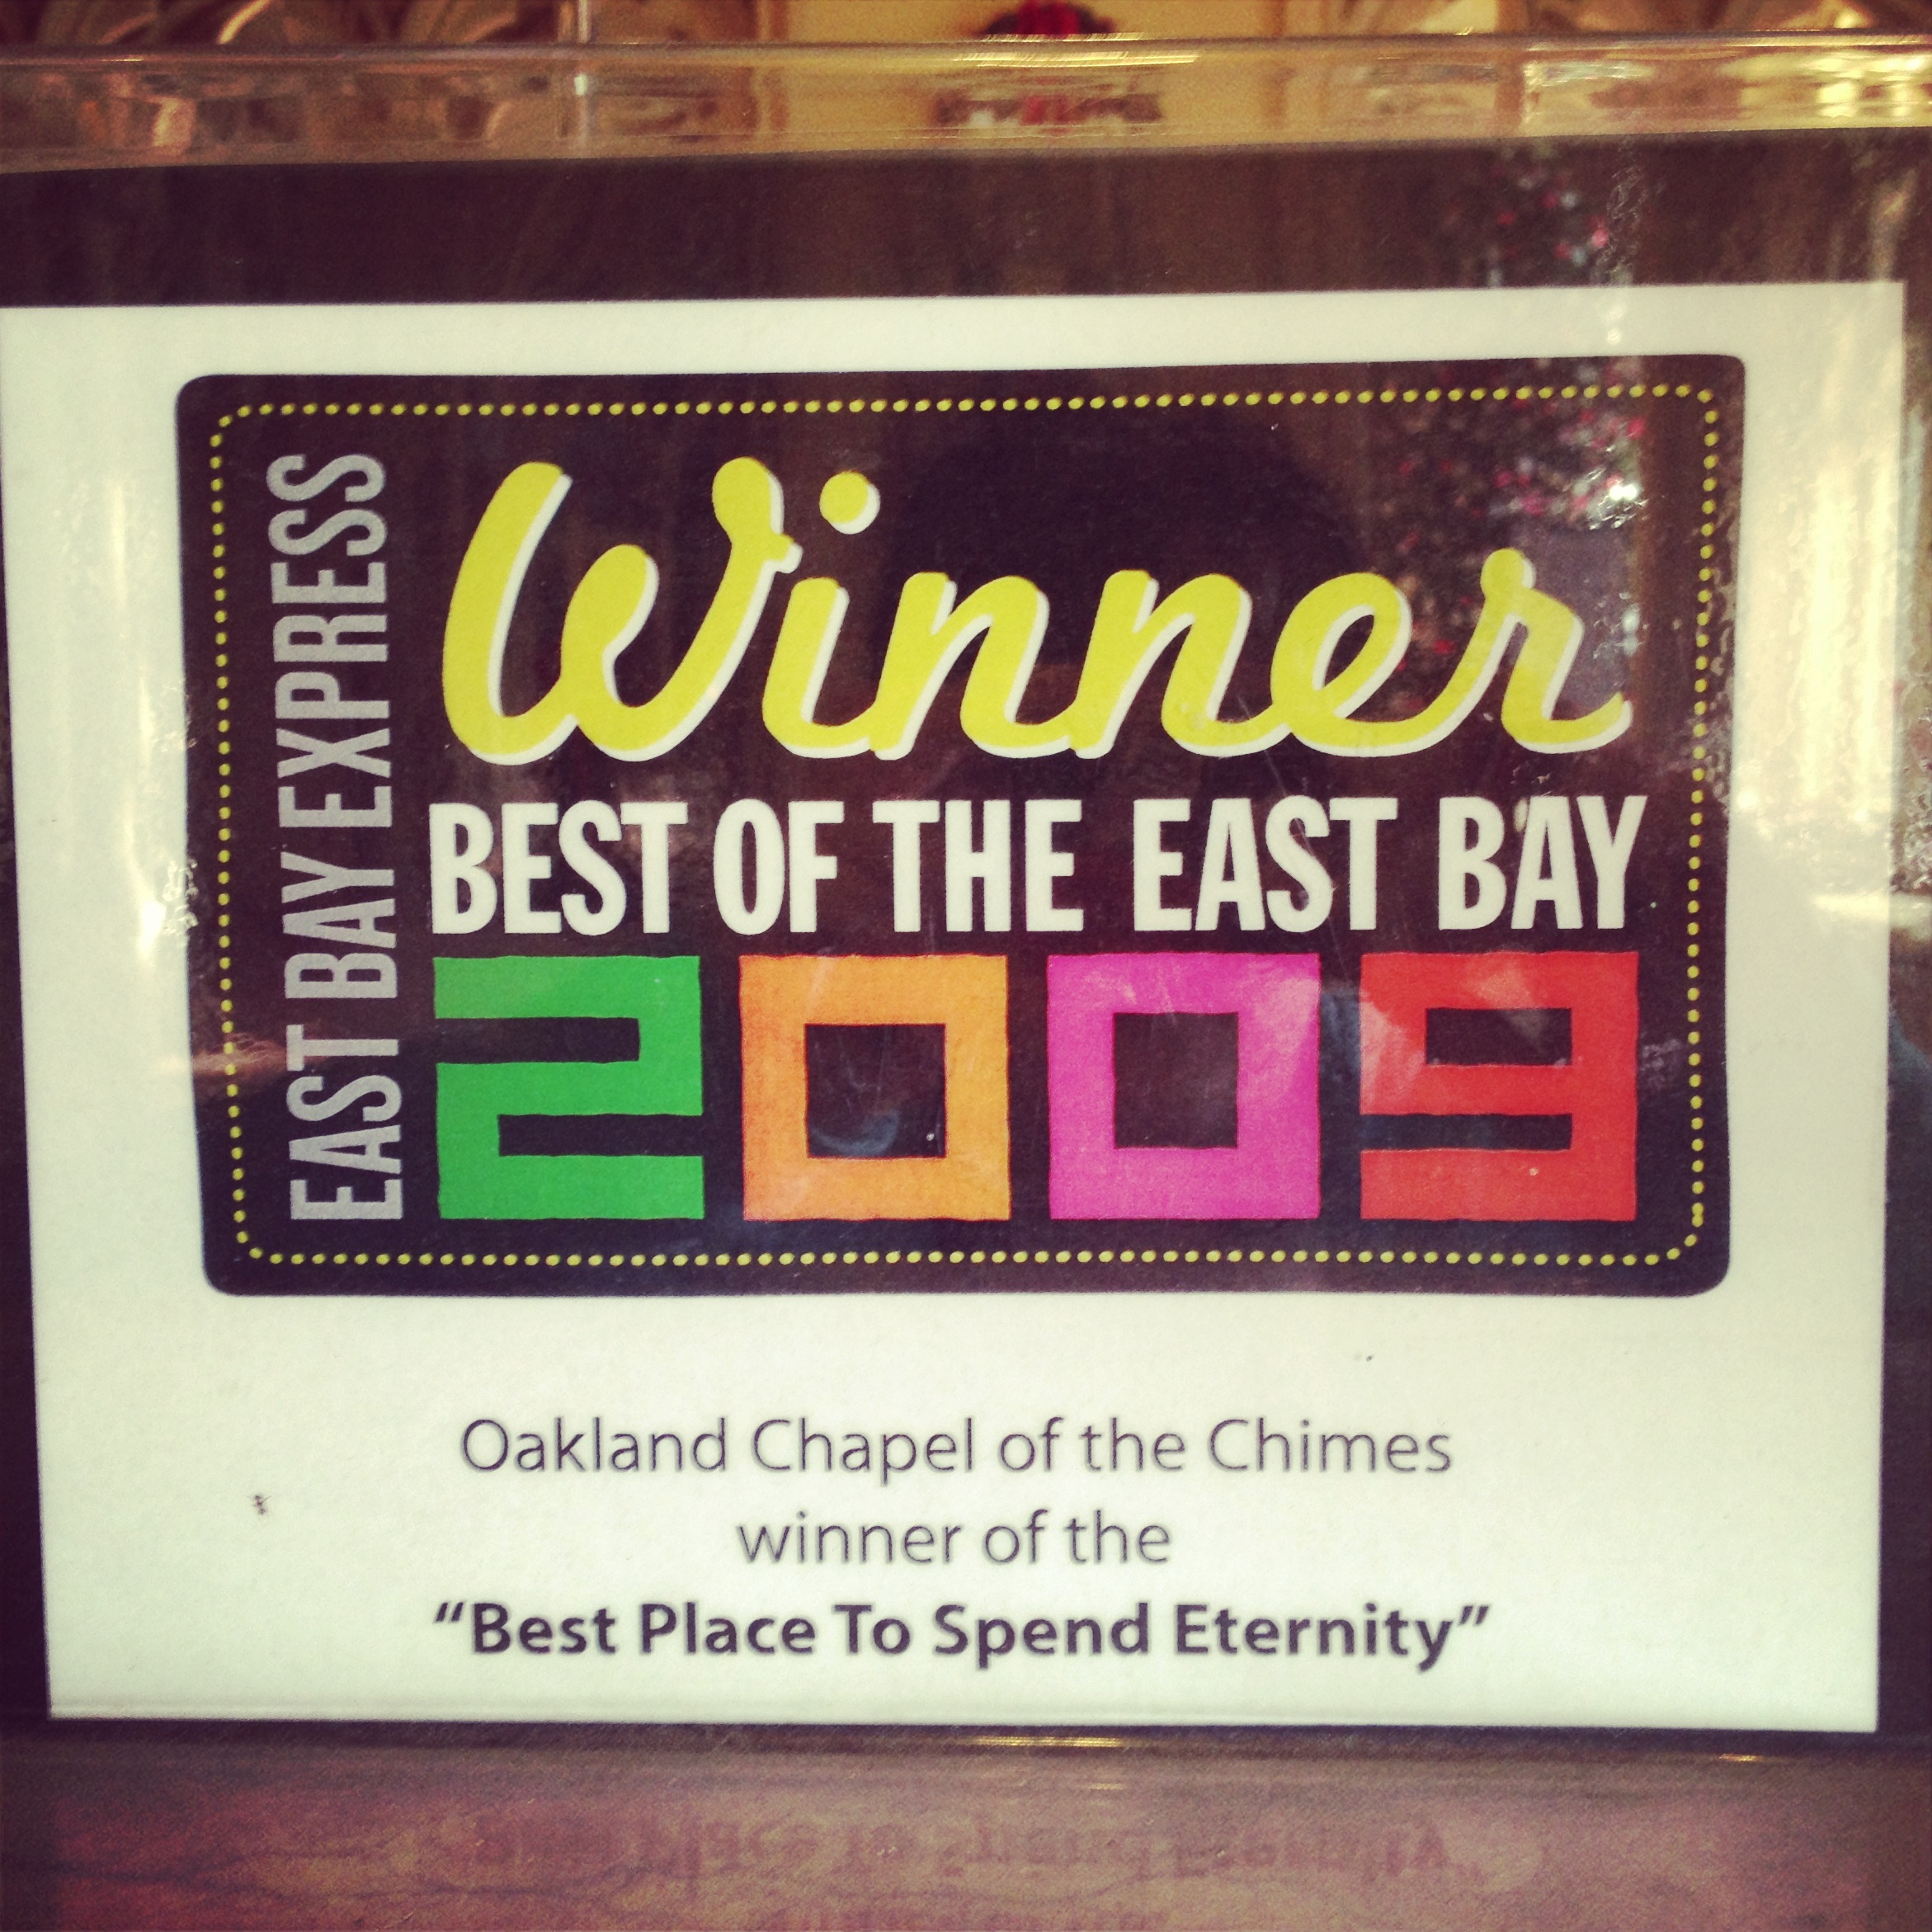 EAST BAY EXPRESS
Winner
BEST OF THE EAST BAY
2009
Oakland Chapel of the Chimes
winner of the
“Best Place To Spend Eternity”